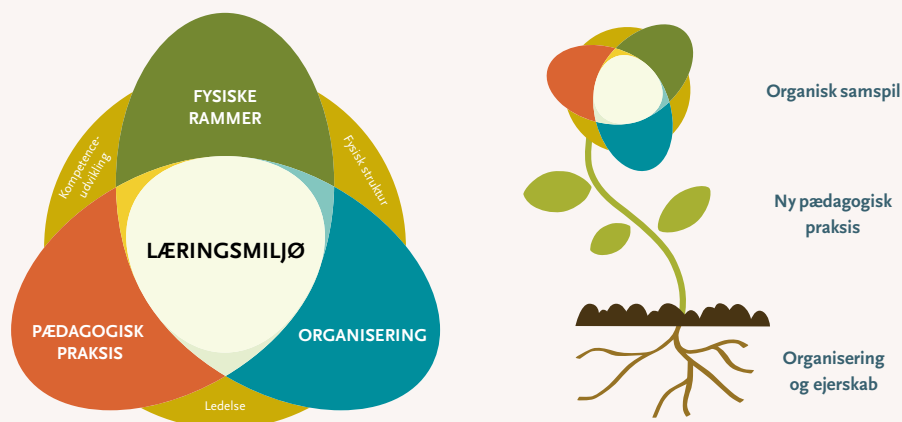 FYSISKE
RAMMER
Kompetence-
udvikling
Fysisk struktur
LÆRINGSMILJØ
PÆDAGOGISK
PRAKSIS
ORGANISERING
Ledelse
Organisk samspil
Ny pædagogisk
praksis
Organisering
og ejerskab